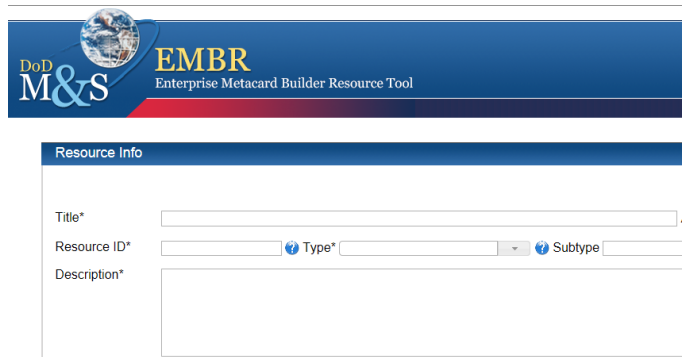 DoD
M&S
EMBR
Enterprise Metacard Builder Resource Tool
Resource Info
Title*
Resource ID* ? Type* ? Subtype
Description*